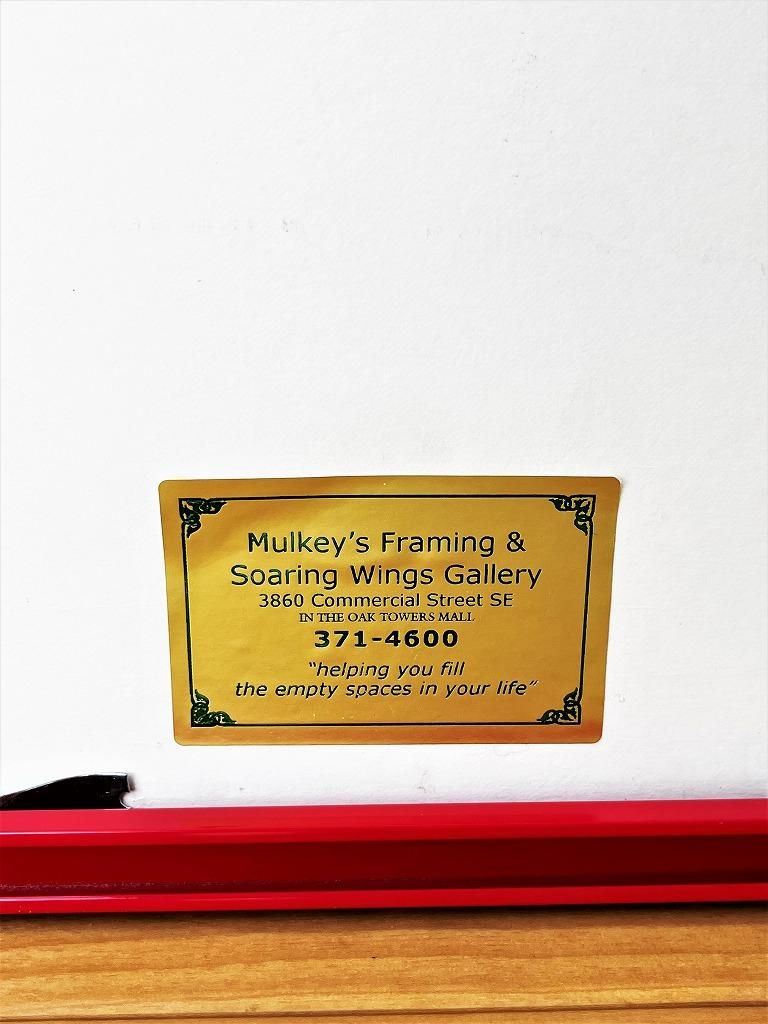 Mulkey's Framing &
Soaring Wings Gallery
3860 Commercial Street SE
IN THE OAK TOWERS MALL
371-4600
"helping you fill
the empty spaces in your life"